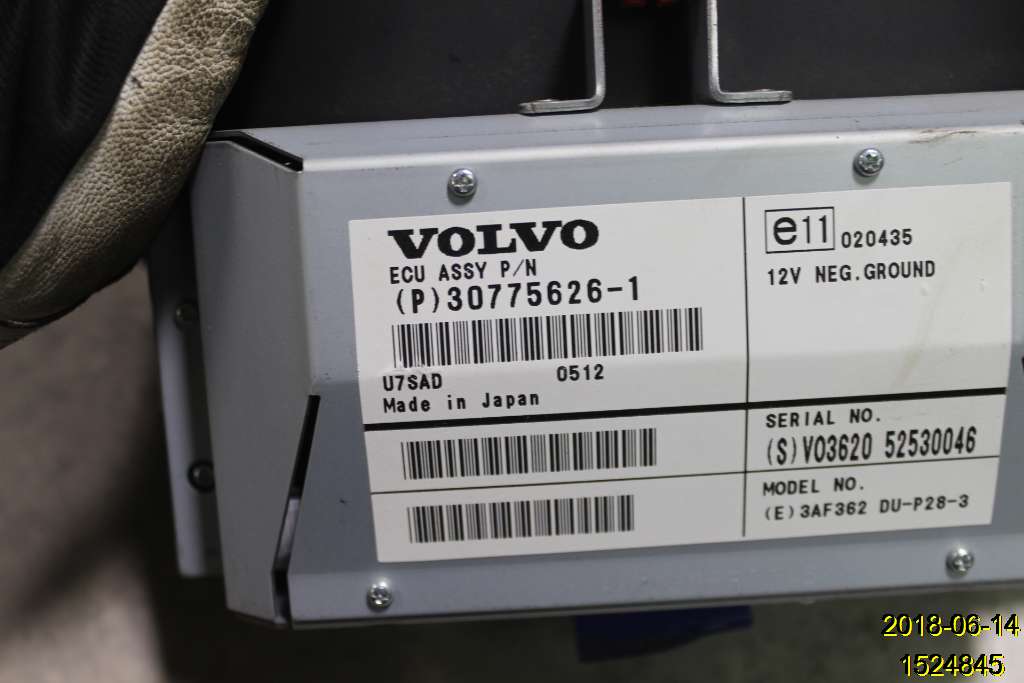 VOLVO
ECU ASSY P/N
(P)30775626-1
U7SAD 0512
Made in Japan
e11 020435
12V NEG.GROUND
SERIAL NO.
(S)VO3620 52530046
MODEL NO.
(E)3AF362 DU-P28-3
2018-06-14
1524845